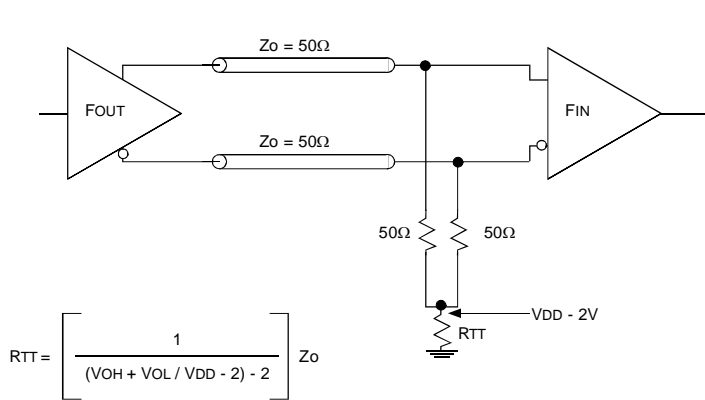 Zo = 50Ω
FOUT
FIN
Zo = 50Ω
50Ω
50Ω
VDD - 2V
RTT
RTT =
1
(VOH + VOL / VDD - 2) - 2
Zo